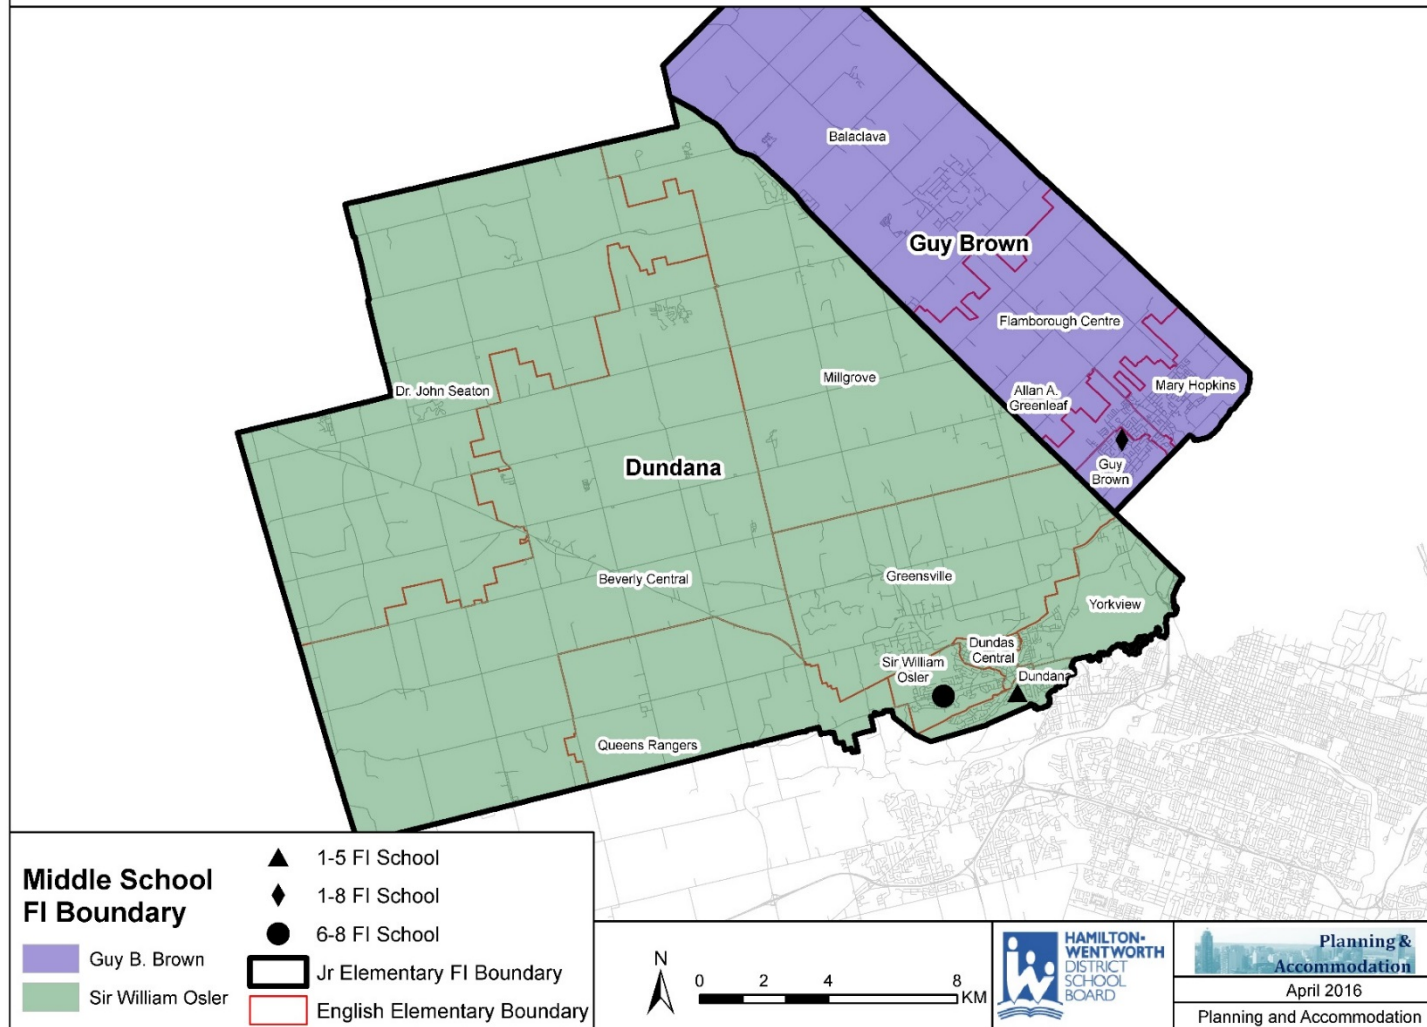 Balaclava
Guy Brown
Flamborough Centre
Dr. John Seaton
Millgrove
Allan A.
Greenleaf
Mary Hopkins
Dundana
Guy
Brown
Beverly Central
Greensville
Yorkview
Dundas
Central
Sir William
Osler
Dundana
Queens Rangers
Middle School
FI Boundary
Guy B. Brown
Sir William Osler
1-5 FI School
1-8 FI School
6-8 FI School
Jr Elementary FI Boundary
English Elementary Boundary
N
0 2 4 8
KM
HAMILTON-
WENTWORTH
DISTRICT
SCHOOL
BOARD
Planning &
Accommodation
April 2016
Planning and Accommodation